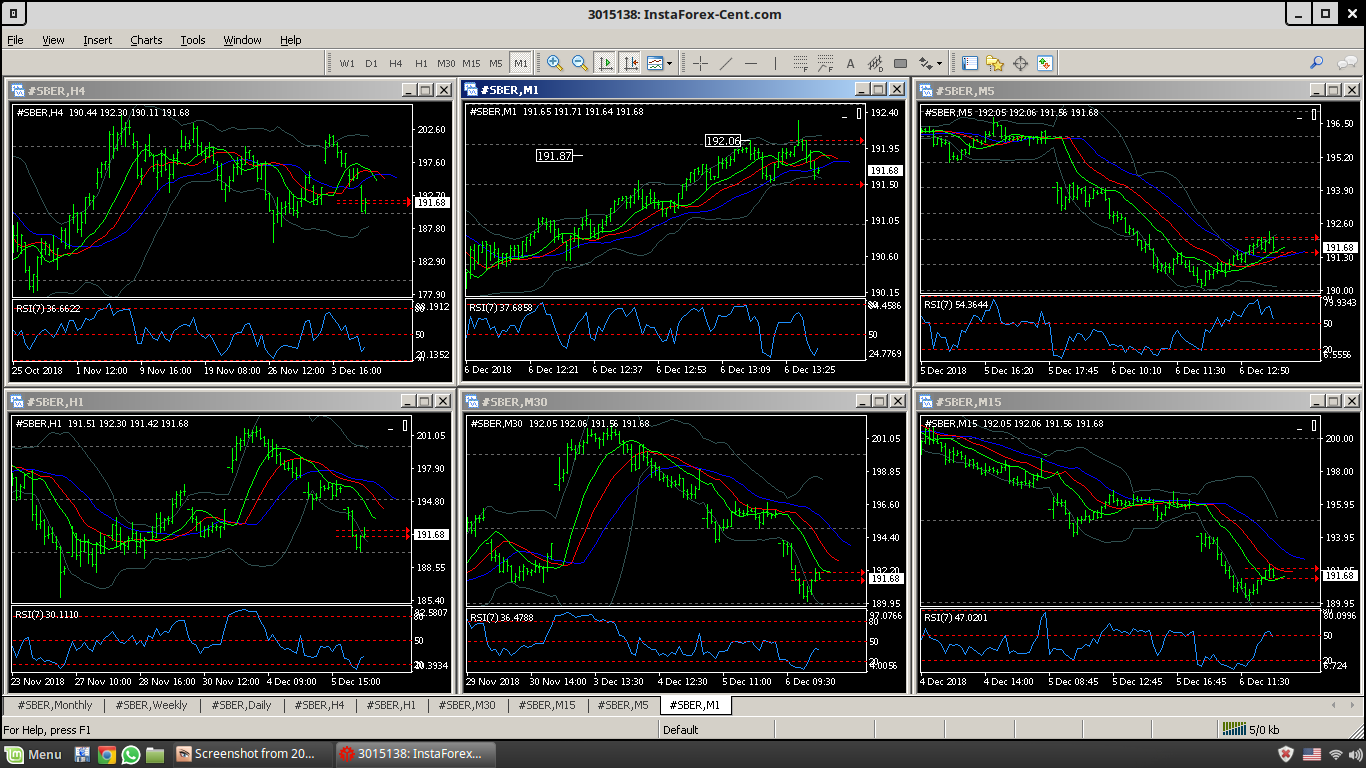 3015138: InstaForex-Cent.com
File View Insert Charts Tools Window Help
W1 D1 H4 H1 M30 M15 M5 M1
#SBER,H4
#SBER,H4 190.44 192.30 190.11 191.68
202.60
197.60
192.70
191.68
187.80
182.90
177.90
RSI(7) 36.6622
50
20.1352
25 Oct 2018 1 Nov 12:00 9 Nov 16:00 19 Nov 08:00 26 Nov 12:00 3 Dec 16:00
#SBER,M1
#SBER,M1 191.65 191.71 191.64 191.68
191.87
192.06
192.40
191.95
191.68
191.50
191.05
190.60
190.15
RSI(7) 37.6858
50
24.7769
6 Dec 2018 6 Dec 12:21 6 Dec 12:37 6 Dec 12:53 6 Dec 13:09 6 Dec 13:25
#SBER,M5
#SBER,M5 192.05 192.06 191.56 191.68
196.50
195.20
193.90
192.60
191.68
191.30
190.00
RSI(7) 54.3644
79.9343
50
20
5 Dec 2018 5 Dec 16:20 5 Dec 17:45 6 Dec 10:10 6 Dec 11:30 6 Dec 12:50
#SBER,H1
#SBER,H1 191.51 192.30 191.42 191.68
201.05
197.90
194.80
191.68
188.55
185.40
RSI(7) 30.1110
82.5807
80
50
20.3934
23 Nov 2018 27 Nov 10:00 28 Nov 16:00 30 Nov 12:00 4 Dec 09:00 5 Dec 15:00
#SBER,M30
#SBER,M30 192.05 192.06 191.56 191.68
201.05
198.85
196.60
194.40
192.20
191.68
189.95
RSI(7) 36.4788
97.0766
80
50
20
4.0056
29 Nov 2018 30 Nov 14:00 3 Dec 13:30 4 Dec 12:30 5 Dec 11:00 6 Dec 09:30
#SBER,M15
#SBER,M15 192.05 192.06 191.56 191.68
200.00
198.00
195.95
193.95
191.68
189.95
RSI(7) 47.0201
80.0996
50
20
6.724
4 Dec 2018 4 Dec 14:00 5 Dec 08:45 5 Dec 12:45 5 Dec 16:45 6 Dec 11:30
#SBER,Monthly #SBER,Weekly #SBER,Daily #SBER,H4 #SBER,H1 #SBER,M30 #SBER,M15 #SBER,M5 #SBER,M1
For Help, press F1 Default 5/0 kb
Menu Screenshot from 20... 3015138: InstaForex-C...